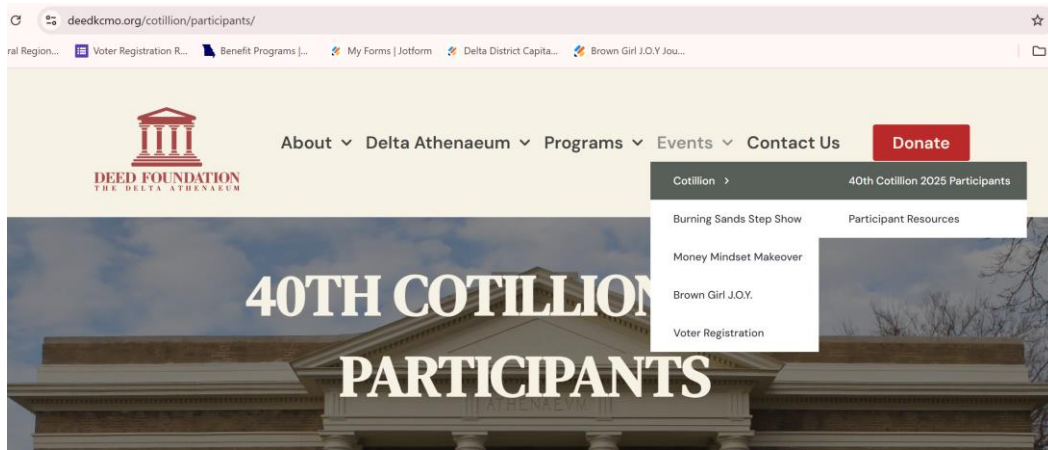 deedkcmo.org/cotillion/participants/
ral Region... Voter Registration R... Benefit Programs |... My Forms | Jotform Delta District Capita... Brown Girl J.O.Y Jou...
About Delta Athenaeum Programs Events Contact Us Donate
DEED FOUNDATION
THE DELTA ATHENAEUM
Cotillion > 40th Cotillion 2025 Participants
Burning Sands Step Show Participant Resources
Money Mindset Makeover
Brown Girl J.O.Y.
Voter Registration
40TH COTILLION
PARTICIPANTS
ATHENAEVM